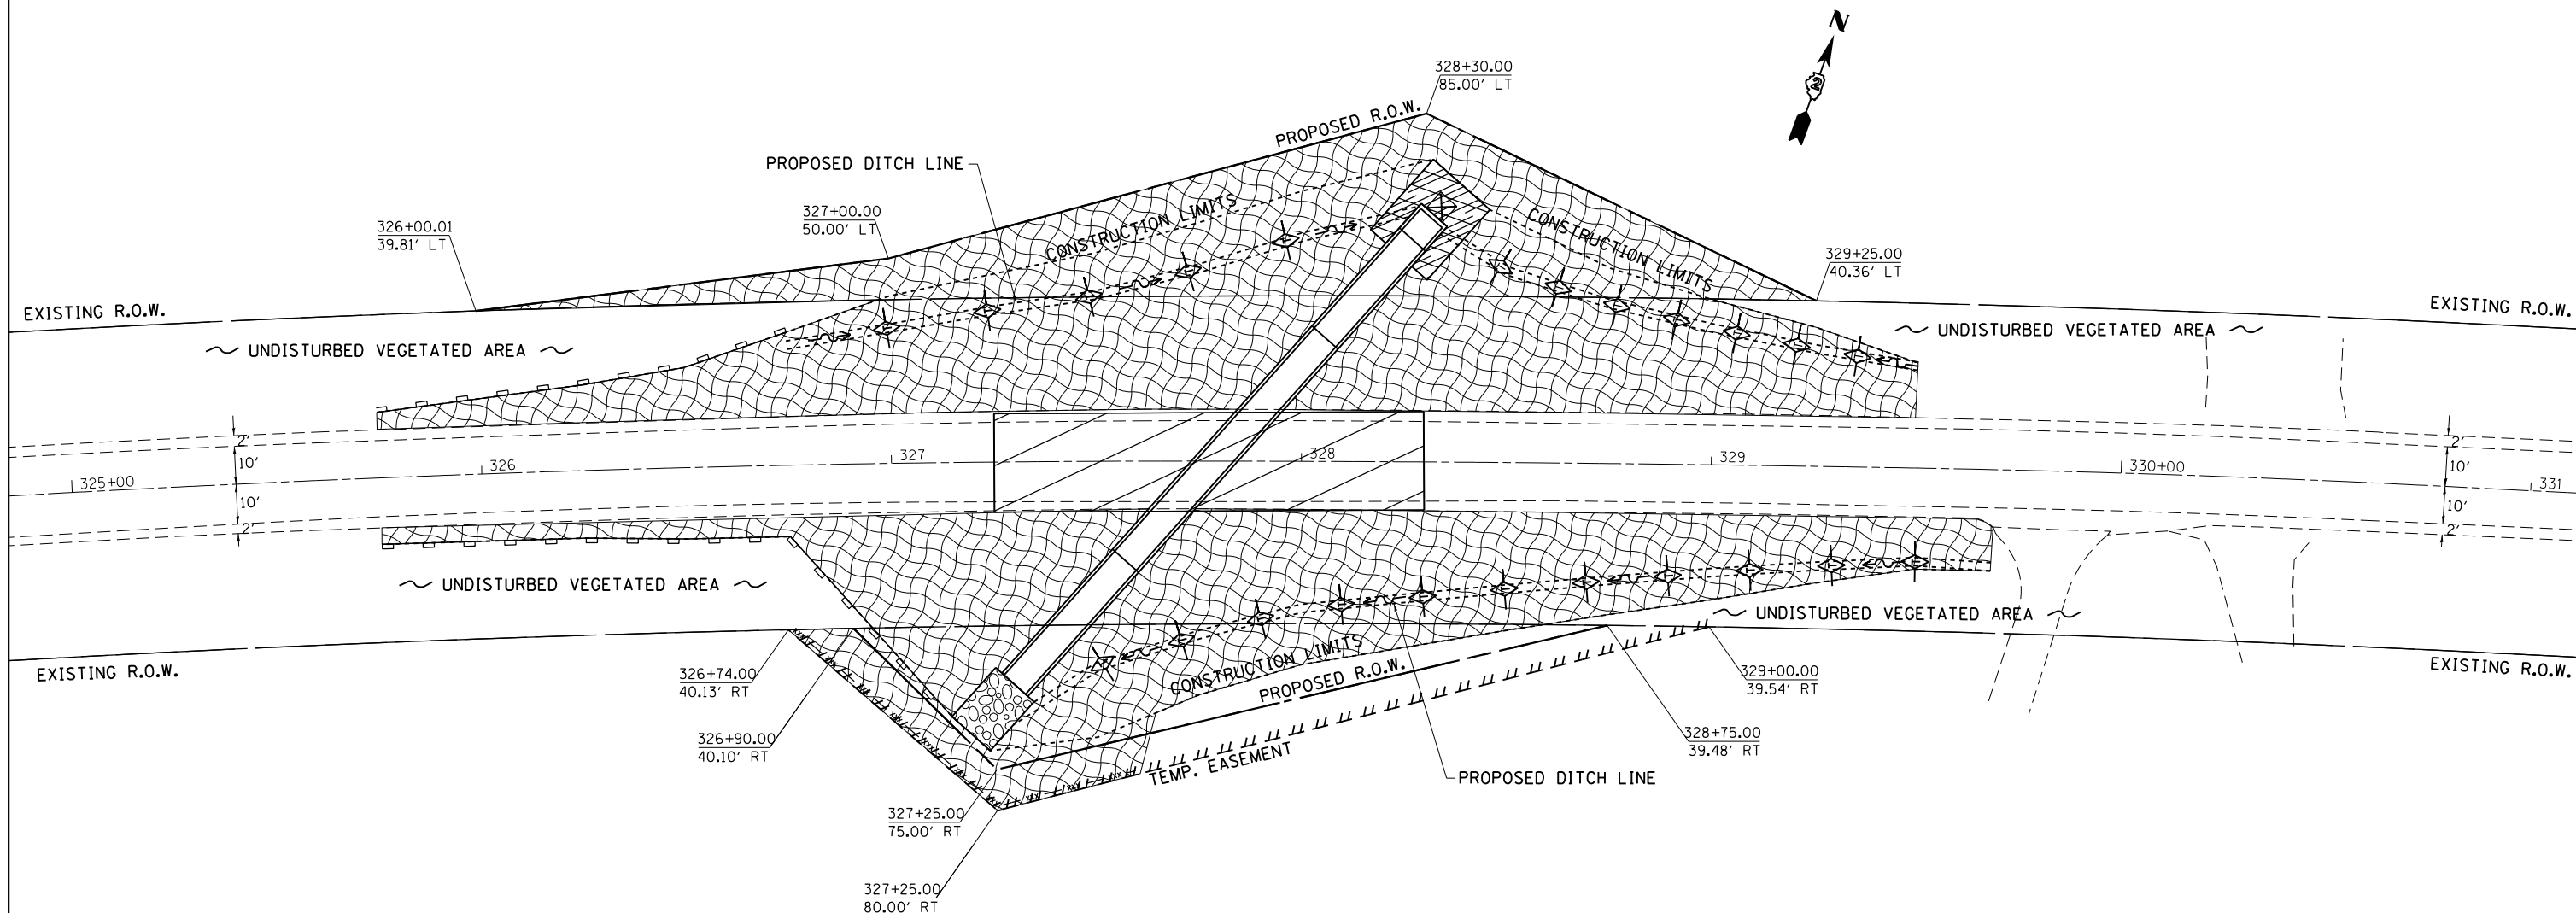 N
2
328+30.00
85.00' LT
PROPOSED R.O.W.
PROPOSED DITCH LINE
327+00.00
50.00' LT
326+00.01
39.81' LT
CONSTRUCTION LIMITS
CONSTRUCTION LIMITS
329+25.00
40.36' LT
EXISTING R.O.W.
EXISTING R.O.W.
UNDISTURBED VEGETATED AREA
UNDISTURBED VEGETATED AREA
2'
10'
10'
2'
2'
10'
10'
2'
325+00
326
327
328
329
330+00
331
UNDISTURBED VEGETATED AREA
UNDISTURBED VEGETATED AREA
EXISTING R.O.W.
EXISTING R.O.W.
326+74.00
40.13' RT
CONSTRUCTION LIMITS
PROPOSED R.O.W.
329+00.00
39.54' RT
326+90.00
40.10' RT
328+75.00
39.48' RT
TEMP. EASEMENT
PROPOSED DITCH LINE
327+25.00
75.00' RT
327+25.00
80.00' RT